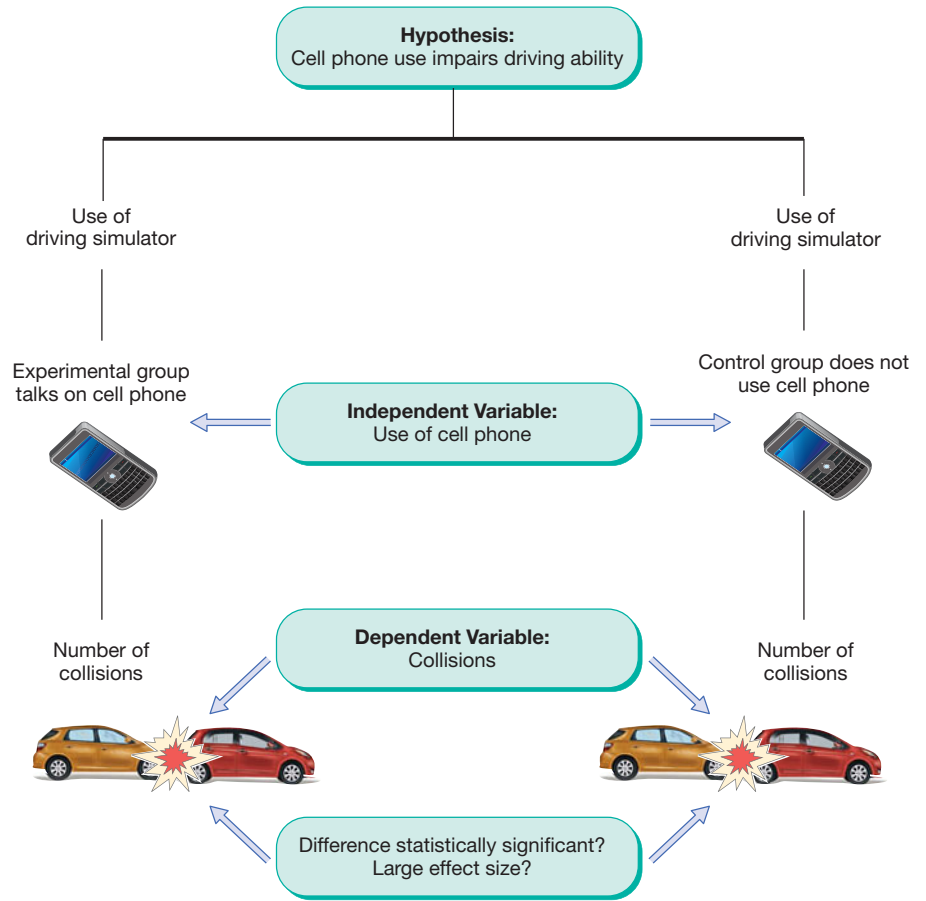 Hypothesis:
Cell phone use impairs driving ability
Use of
driving simulator
Use of
driving simulator
Experimental group
talks on cell phone
Independent Variable:
Use of cell phone
Control group does not
use cell phone
Number of
collisions
Dependent Variable:
Collisions
Number of
collisions
Difference statistically significant?
Large effect size?